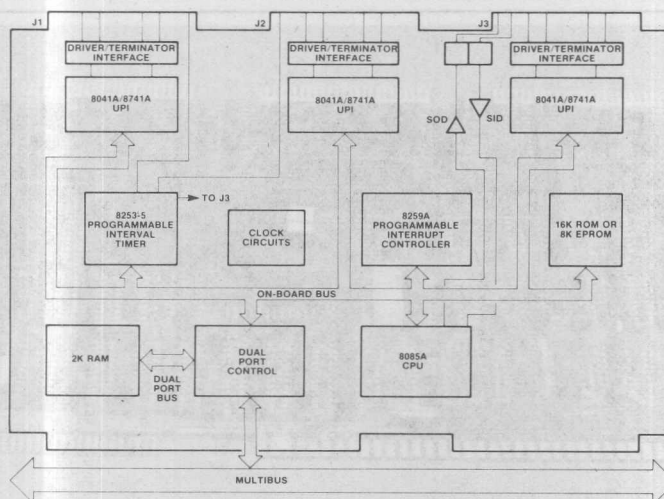 J1
J2
J3
DRIVER/TERMINATOR
INTERFACE
DRIVER/TERMINATOR
INTERFACE
DRIVER/TERMINATOR
INTERFACE
8041A/8741A
UPI
8041A/8741A
UPI
SOD
SID
8041A/8741A
UPI
TO J3
8253-5
PROGRAMMABLE
INTERVAL
TIMER
CLOCK
CIRCUITS
8259A
PROGRAMMABLE
INTERRUPT
CONTROLLER
16K ROM OR
8K EPROM
ON-BOARD BUS
2K RAM
DUAL
PORT
BUS
DUAL
PORT
CONTROL
8085A
CPU
MULTIBUS